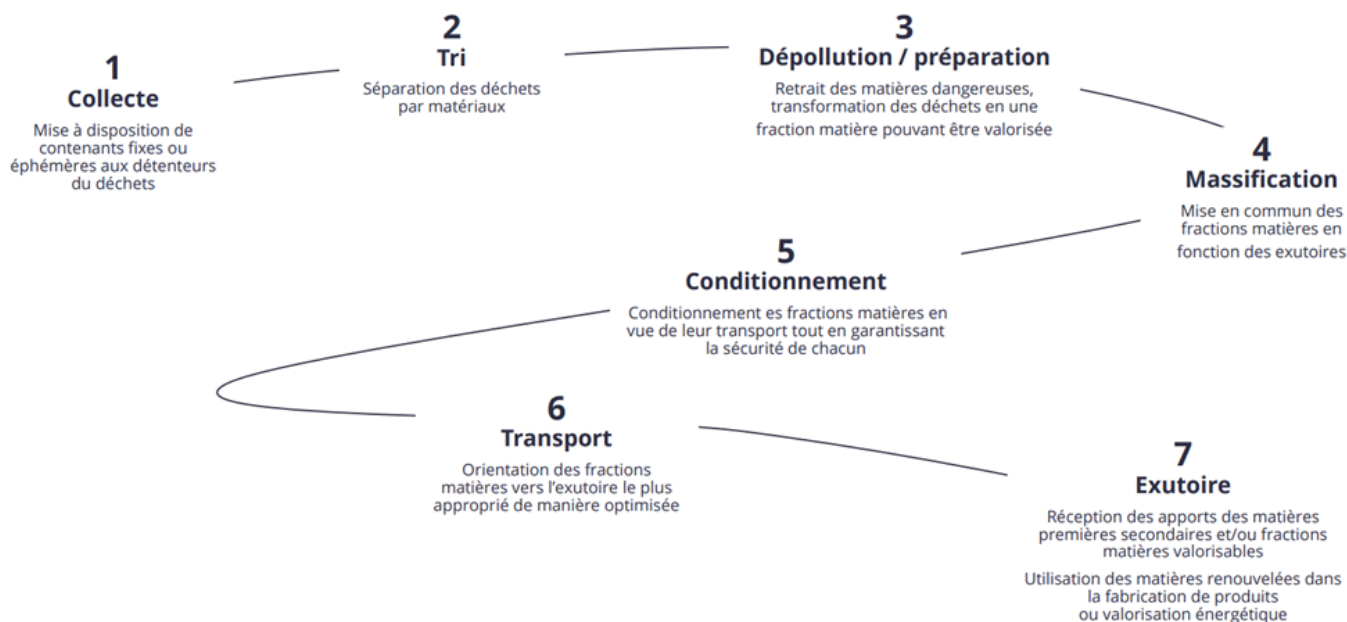 1
Collecte
Mise à disposition de
contenants fixes ou
éphémères aux détenteurs
du déchets
2
Tri
Séparation des déchets
par matériaux
3
Dépollution / préparation
Retrait des matières dangereuses,
transformation des déchets en une
fraction matière pouvant être valorisée
4
Massification
Mise en commun des
fractions matières en
fonction des exutoires
5
Conditionnement
Conditionnement es fractions matières en
vue de leur transport tout en garantissant
la sécurité de chacun
6
Transport
Orientation des fractions
matières vers l'exutoire le plus
approprié de manière optimisée
7
Exutoire
Réception des apports des matières
premières secondaires et/ou fractions
matières valorisables
Utilisation des matières renouvelées dans
la fabrication de produits
ou valorisation énergétique